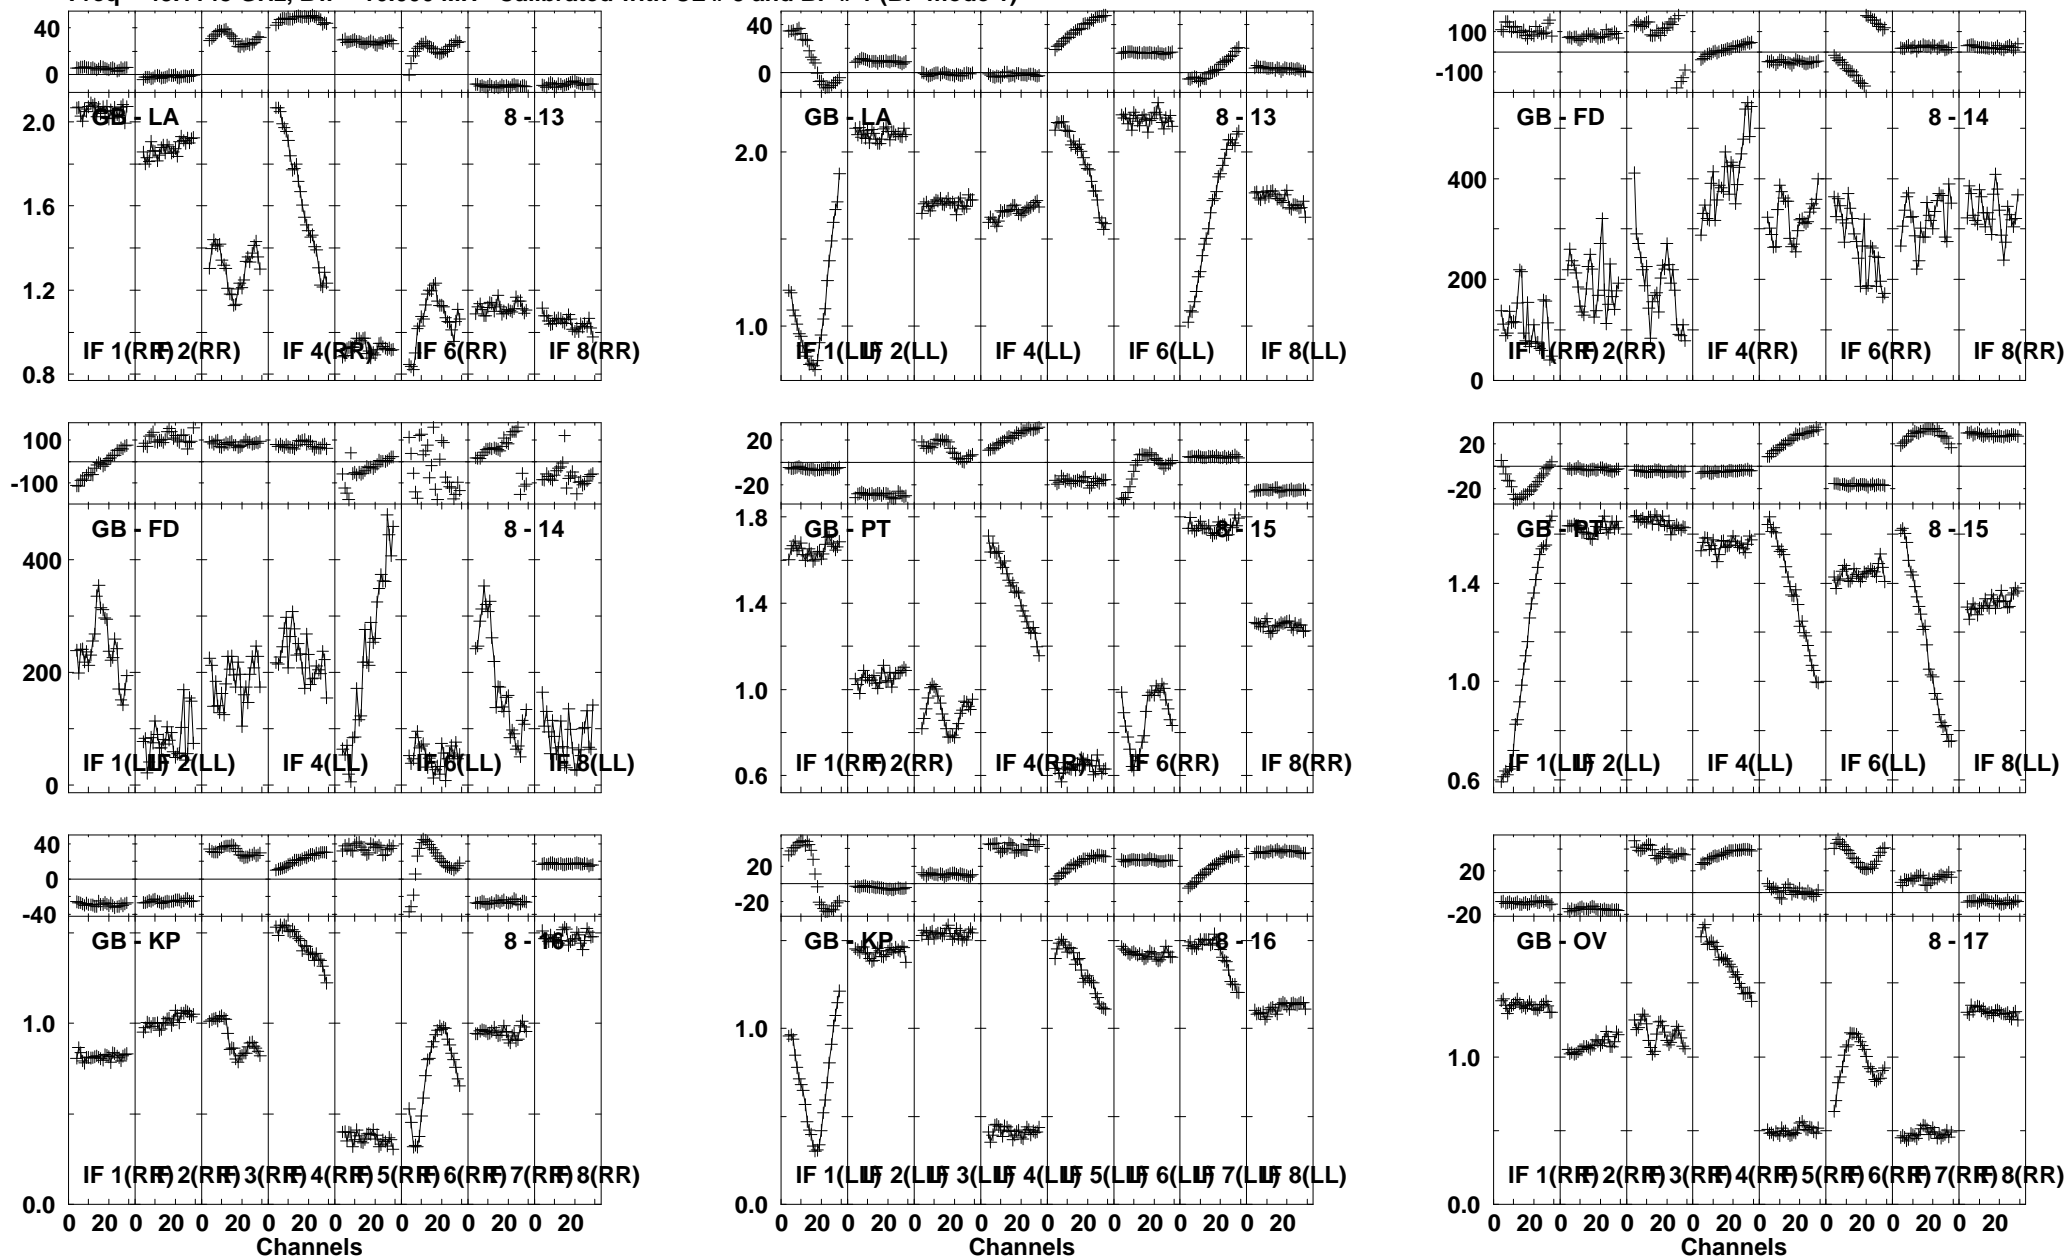 40 0 2.0 1.6 1.2 0.8
GB - LA 8 - 13
IF 2(RR) IF 4(RR) IF 6(RR) IF 8(RR)
40 0 2.0 1.0
GB - LA 8 - 13
IF 2(LL) IF 4(LL) IF 6(LL) IF 8(LL)
100 -100 400 200 0
GB - FD 8 - 14
IF 2(RR) IF 4(RR) IF 6(RR) IF 8(RR)
100 -100 400 200 0
GB - FD 8 - 14
IF 1(LL) IF 2(LL) IF 4(LL) IF 6(LL) IF 8(LL)
20 -20 1.8 1.4 1.0 0.6
GB - PT 8 - 15
IF 1(RR) IF 2(RR) IF 4(RR) IF 6(RR) IF 8(RR)
20 -20 1.4 1.0 0.6
GB - PT 8 - 15
IF 1(LL) IF 2(LL) IF 4(LL) IF 6(LL) IF 8(LL)
40 0 -40 1.0 0.0
GB - KP 8 - 16
IF 1(RR) IF 2(RR) IF 3(RR) IF 4(RR) IF 5(RR) IF 6(RR) IF 7(RR) IF 8(RR)
0 20 0 20 0 20 0 20 0 20 0 20 0 20 0 20
Channels
20 -20 1.0 0.0
GB - KP 8 - 16
IF 1(LL) IF 2(LL) IF 3(LL) IF 4(LL) IF 5(LL) IF 6(LL) IF 7(LL) IF 8(LL)
0 20 0 20 0 20 0 20 0 20 0 20 0 20 0 20
Channels
20 -20 1.0 0.0
GB - OV 8 - 17
IF 1(RR) IF 2(RR) IF 3(RR) IF 4(RR) IF 5(RR) IF 6(RR) IF 7(RR) IF 8(RR)
0 20 0 20 0 20 0 20 0 20 0 20 0 20 0 20
Channels